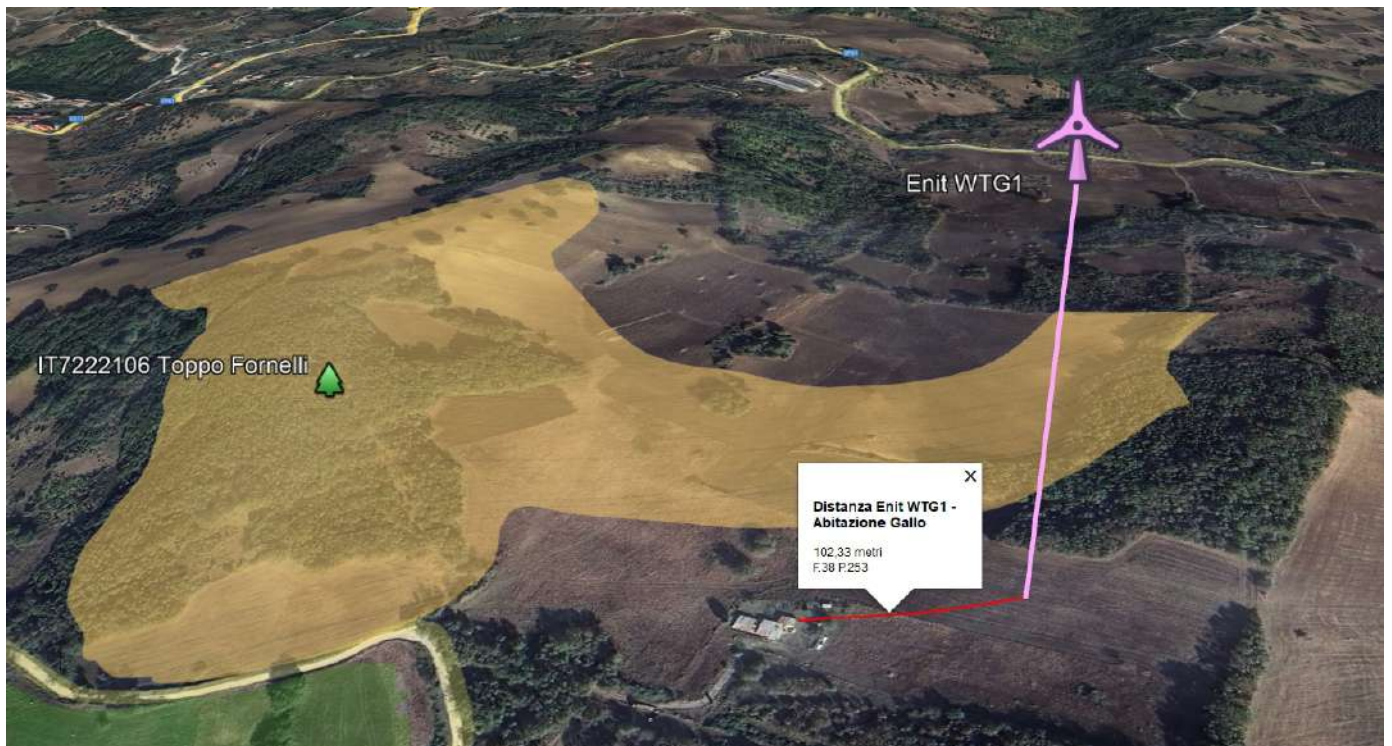 Enit WTG1
IT7222106 Toppo Fornelli
X
Distanza Enit WTG1 -
Abitazione Gallo
102,33 metri
F.38 P.253